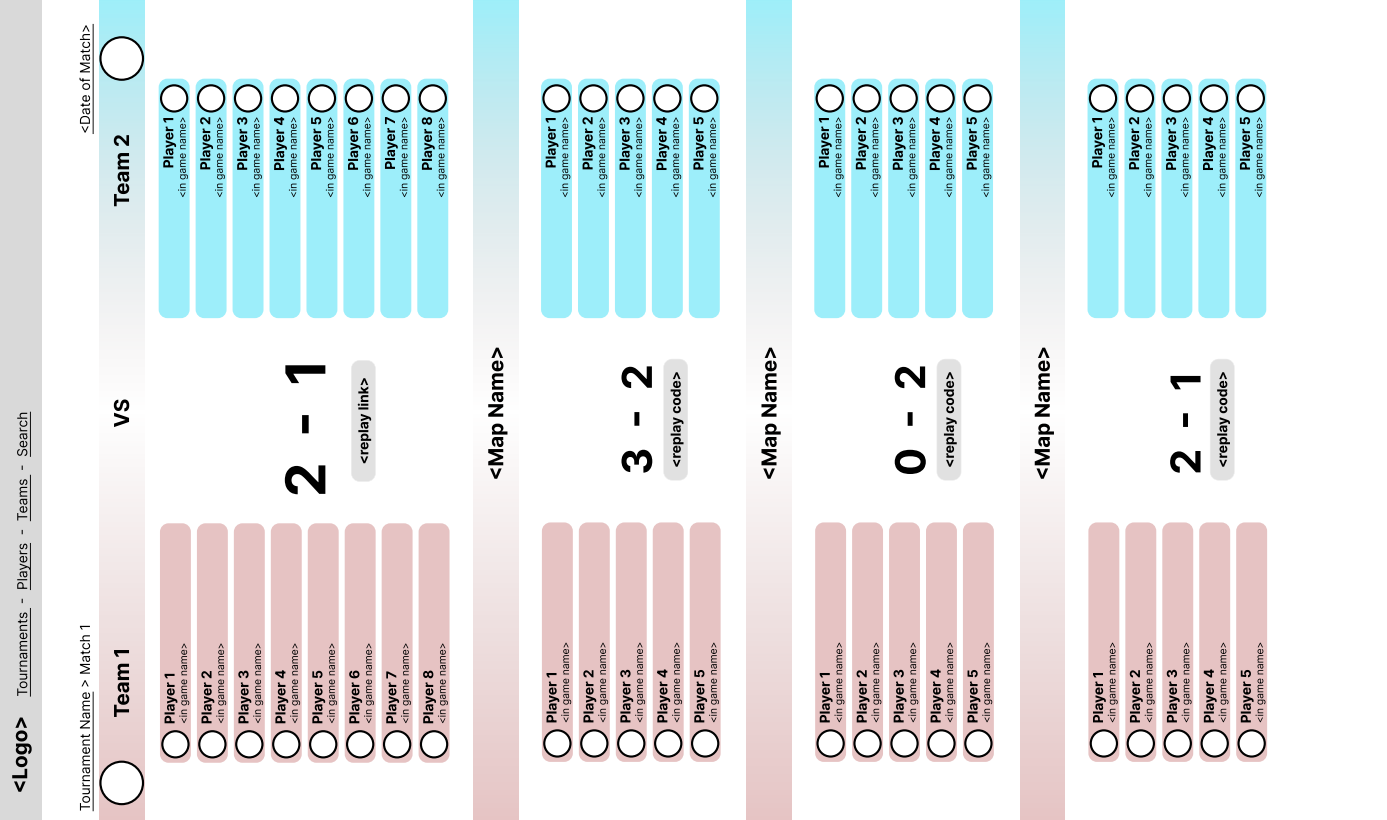 <Logo> Tournaments - Players - Teams - Search
Tournament Name > Match 1 <Date of Match>
Team 1 VS Team 2
Player 1
<in game name>
Player 2
<in game name>
Player 3
<in game name>
Player 4
<in game name>
Player 5
<in game name>
Player 6
<in game name>
Player 7
<in game name>
Player 8
<in game name>
2 - 1
<replay link>
Player 1
<in game name>
Player 2
<in game name>
Player 3
<in game name>
Player 4
<in game name>
Player 5
<in game name>
Player 6
<in game name>
Player 7
<in game name>
Player 8
<in game name>
<Map Name>
Player 1
<in game name>
Player 2
<in game name>
Player 3
<in game name>
Player 4
<in game name>
Player 5
<in game name>
3 - 2
<replay code>
Player 1
<in game name>
Player 2
<in game name>
Player 3
<in game name>
Player 4
<in game name>
Player 5
<in game name>
<Map Name>
Player 1
<in game name>
Player 2
<in game name>
Player 3
<in game name>
Player 4
<in game name>
Player 5
<in game name>
0 - 2
<replay code>
Player 1
<in game name>
Player 2
<in game name>
Player 3
<in game name>
Player 4
<in game name>
Player 5
<in game name>
<Map Name>
Player 1
<in game name>
Player 2
<in game name>
Player 3
<in game name>
Player 4
<in game name>
Player 5
<in game name>
2 - 1
<replay code>
Player 1
<in game name>
Player 2
<in game name>
Player 3
<in game name>
Player 4
<in game name>
Player 5
<in game name>